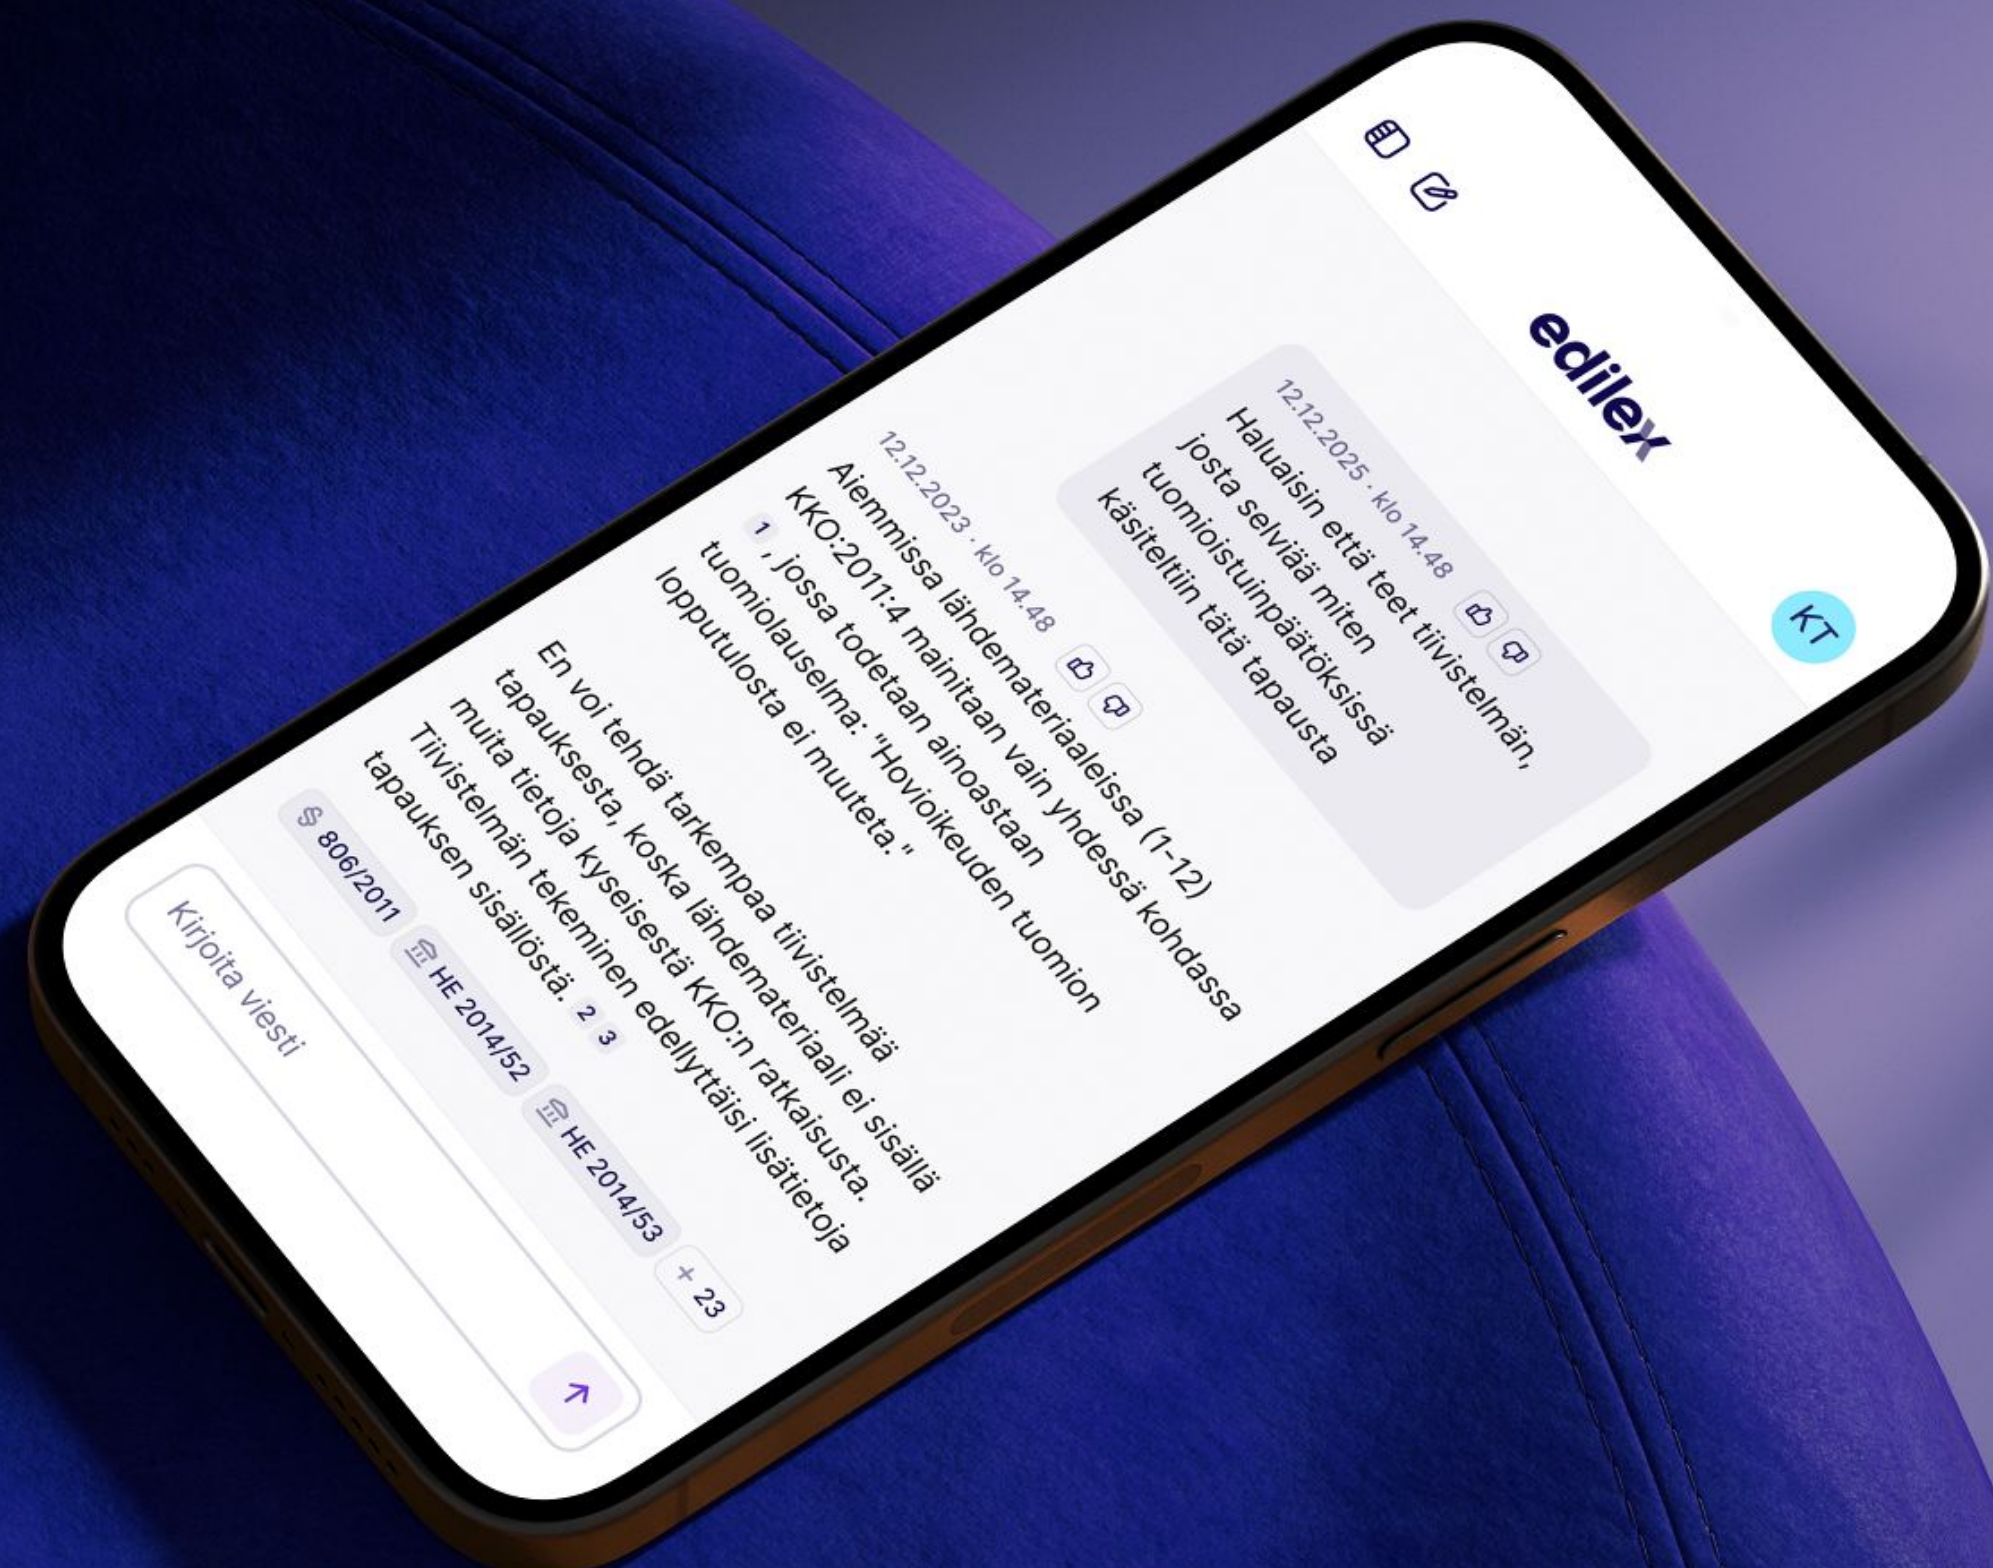 edilex
KT
12.12.2025 · klo 14.48
Haluaisin että teet tiivistelmän,
josta selviää miten
tuomioistuinpäätöksissä
käsiteltiin tätä tapausta
12.12.2023 · klo 14.48
Aiemmissa lähdemateriaaleissa (1-12)
KKO:2011:4 mainitaan vain yhdessä kohdassa
1 , jossa todetaan ainoastaan
tuomiolauselma: "Hovioikeuden tuomion
lopputulosta ei muuteta."
En voi tehdä tarkempaa tiivistelmää
tapauksesta, koska lähdemateriaali ei sisällä
muita tietoja kyseisestä KKO:n ratkaisusta.
Tiivistelmän tekeminen edellyttäisi lisätietoja
tapauksen sisällöstä. 2 3
§ 806/2011 HE 2014/52 HE 2014/53 + 23
Kirjoita viesti